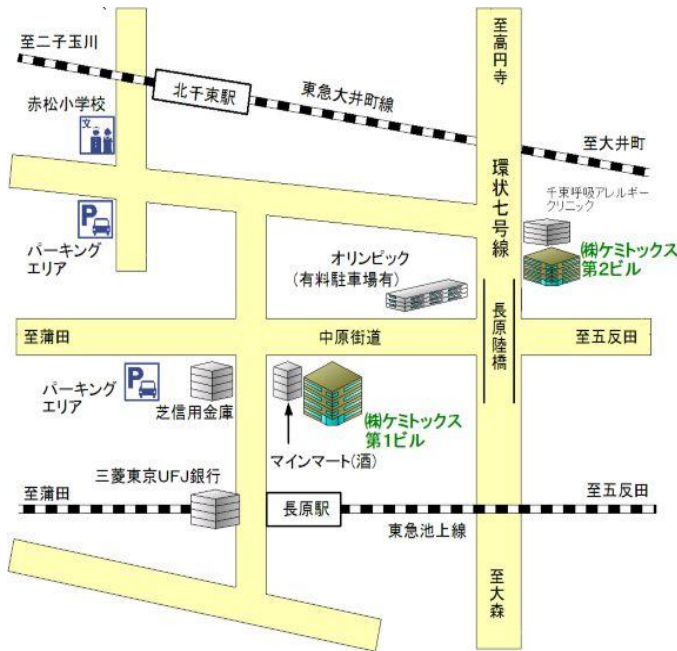 至二子玉川
北千束駅
東急大井町線
至高円寺
赤松小学校
文
至大井町
環状七号線
千束呼吸アレルギー
クリニック
P
パーキング
エリア
オリンピック
(有料駐車場有)
㈱ケミトックス
第2ビル
至蒲田
中原街道
長原陸橋
至五反田
P
パーキング
エリア
芝信用金庫
㈱ケミトックス
第1ビル
マインマート(酒)
三菱東京UFJ銀行
至蒲田
長原駅
至五反田
東急池上線
至大森